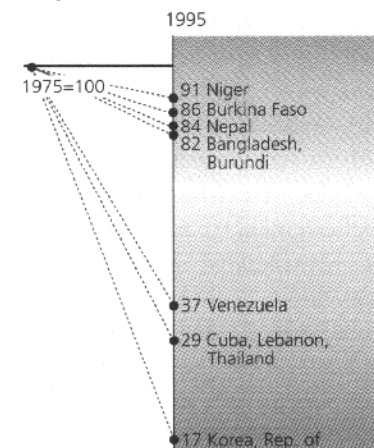 1995
1975=100
91 Niger
86 Burkina Faso
84 Nepal
82 Bangladesh,
Burundi
37 Venezuela
29 Cuba, Lebanon,
Thailand
17 Korea, Rep. of